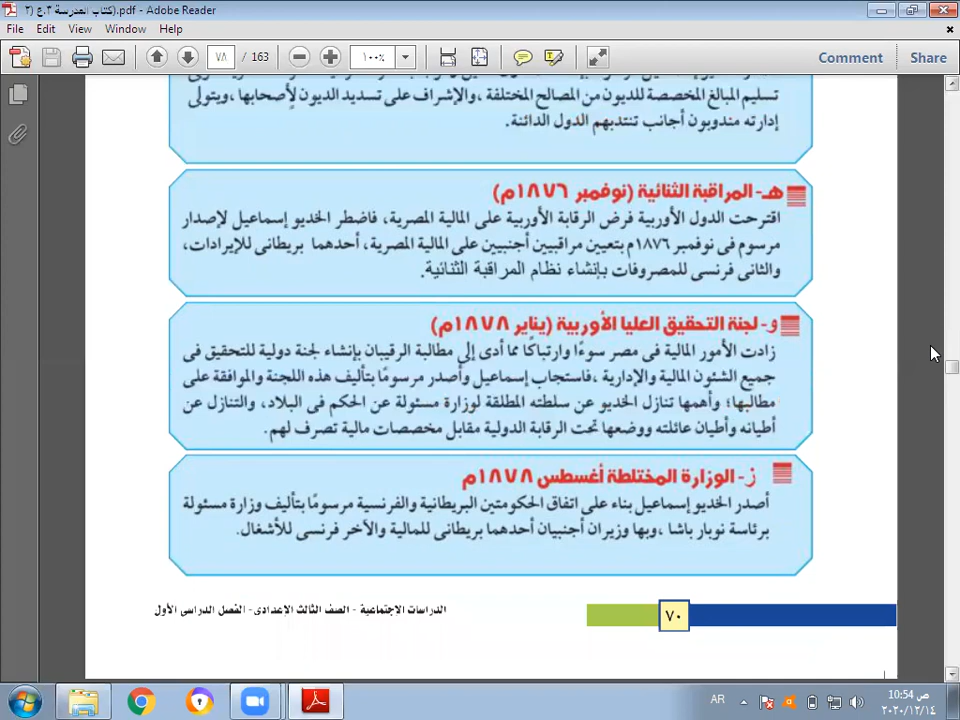 كتاب المدرسة ٣.ع ٢).pdf - Adobe Reader
File Edit View Window Help
٧٨ / 163 ١٠٠% Comment Share
تسليم المبالغ المخصصة للديون من المصالح المختلفة ،والإشراف على تسديد الديون لأصحابها ،ويتولى
إدارته مندوبون أجانب تنتدبهم الدول الدائنة.
هـ- المراقبة الثنائية (نوفمبر ١٨٧٦م)
اقترحت الدول الأوربية فرض الرقابة الأوربية على المالية المصرية، فاضطر الخديو إسماعيل لإصدار
مرسوم فى نوفمبر ١٨٧٦م بتعيين مراقبيين أجنبيين على المالية المصرية، أحدهما بريطانى للإيرادات،
والثانى فرنسى للمصروفات بإنشاء نظام المراقبة الثنائية.
و- لجنة التحقيق العليا الأوربية (يناير ١٨٧٨م)
زادت الأمور المالية فى مصر سوءًا وارتباكًا مما أدى إلى مطالبة الرقيبان بإنشاء لجنة دولية للتحقيق فى
جميع الشئون المالية والإدارية ،فاستجاب إسماعيل وأصدر مرسومًا بتأليف هذه اللجنة والموافقة على
مطالبها؛ وأهمها تنازل الخديو عن سلطته المطلقة لوزارة مسئولة عن الحكم فى البلاد، والتنازل عن
أطيانه وأطيان عائلته ووضعها تحت الرقابة الدولية مقابل مخصصات مالية تصرف لهم.
ز- الوزارة المختلطة أغسطس ١٨٧٨م
أصدر الخديو إسماعيل بناء على اتفاق الحكومتين البريطانية والفرنسية مرسومًا بتأليف وزارة مسئولة
برئاسة نوبار باشا ،وبها وزيران أجنبيان أحدهما بريطانى للمالية والآخر فرنسى للأشغال.
٧٠
الدراسات الاجتماعية - الصف الثالث الإعدادى - الفصل الدراسى الأول
AR
10:54 ص
٢٠٢٠/١٢/١٤